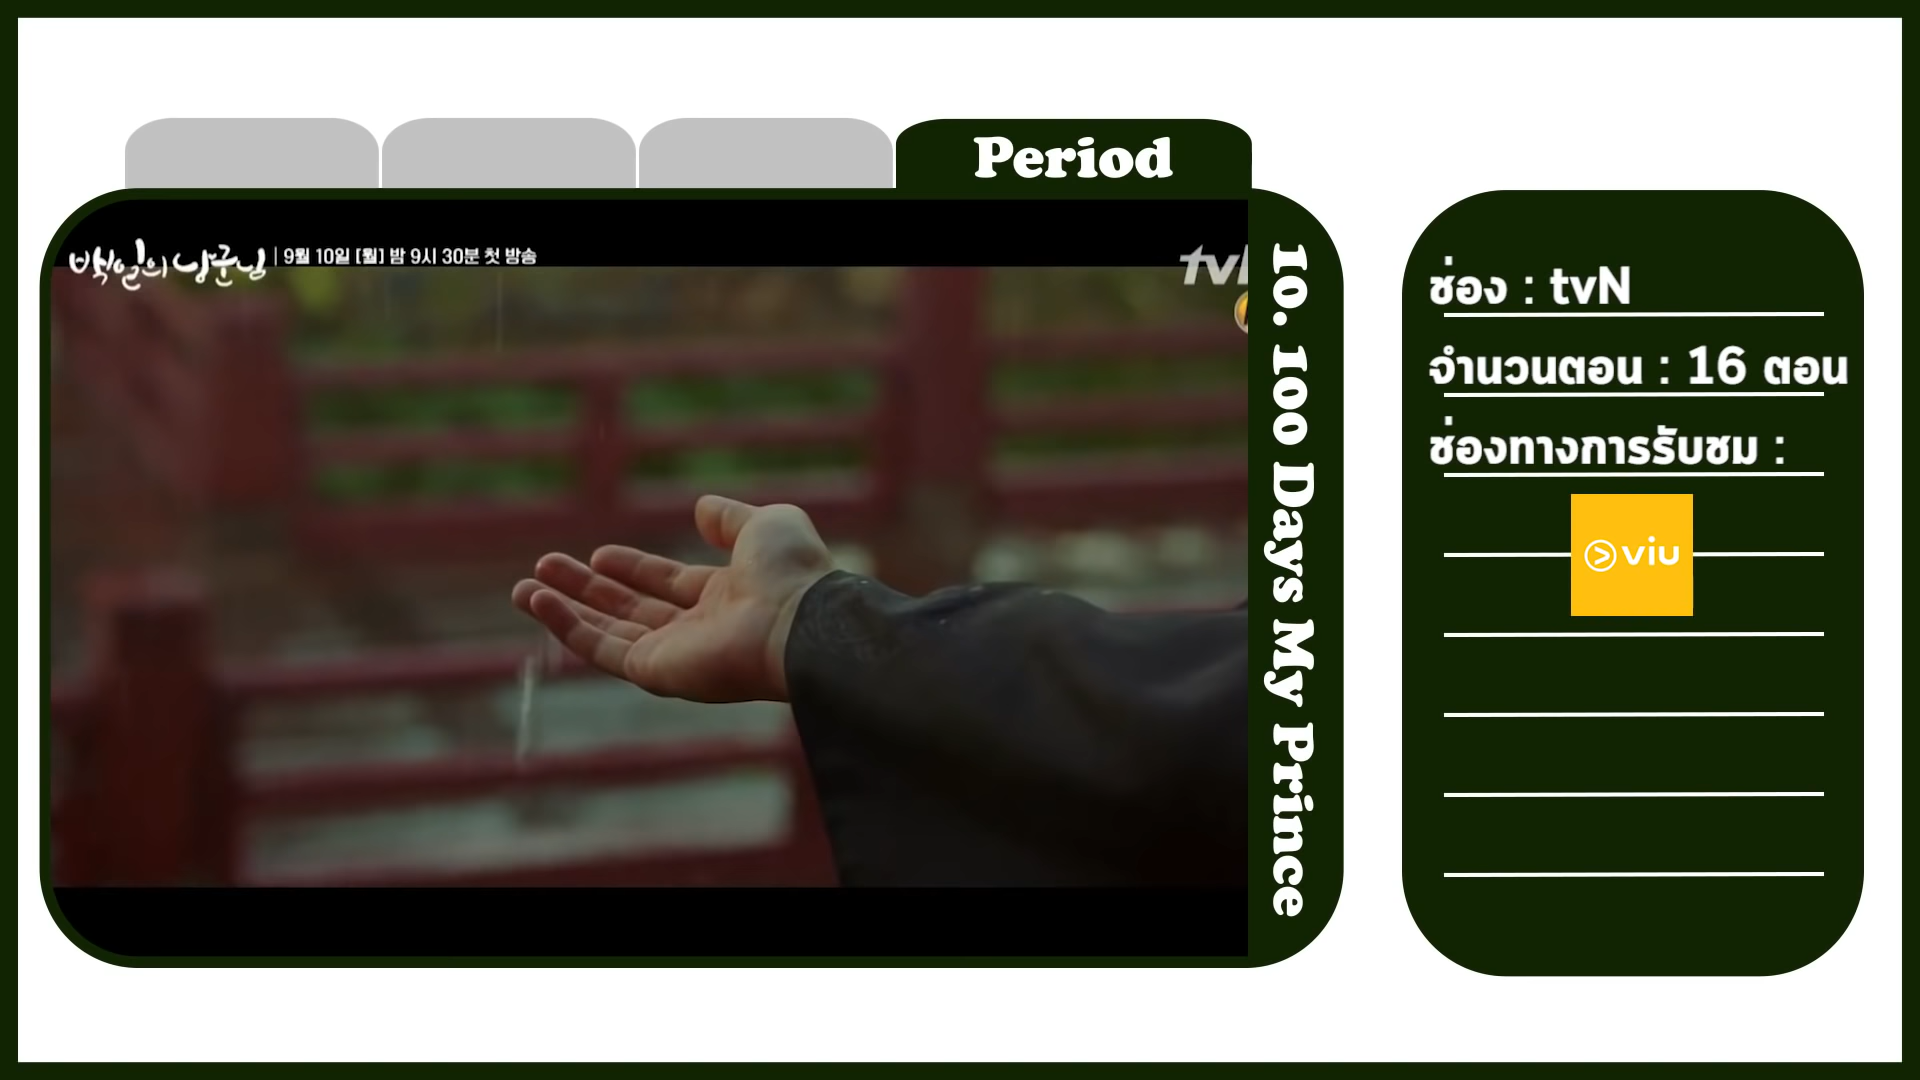 Period
백일의 낭군님
9월 10일 [월] 밤 9시 30분 첫 방송
tvN
10. 100 Days My Prince
ช่อง : tvN
จำนวนตอน : 16 ตอน
ช่องทางการรับชม :
viu